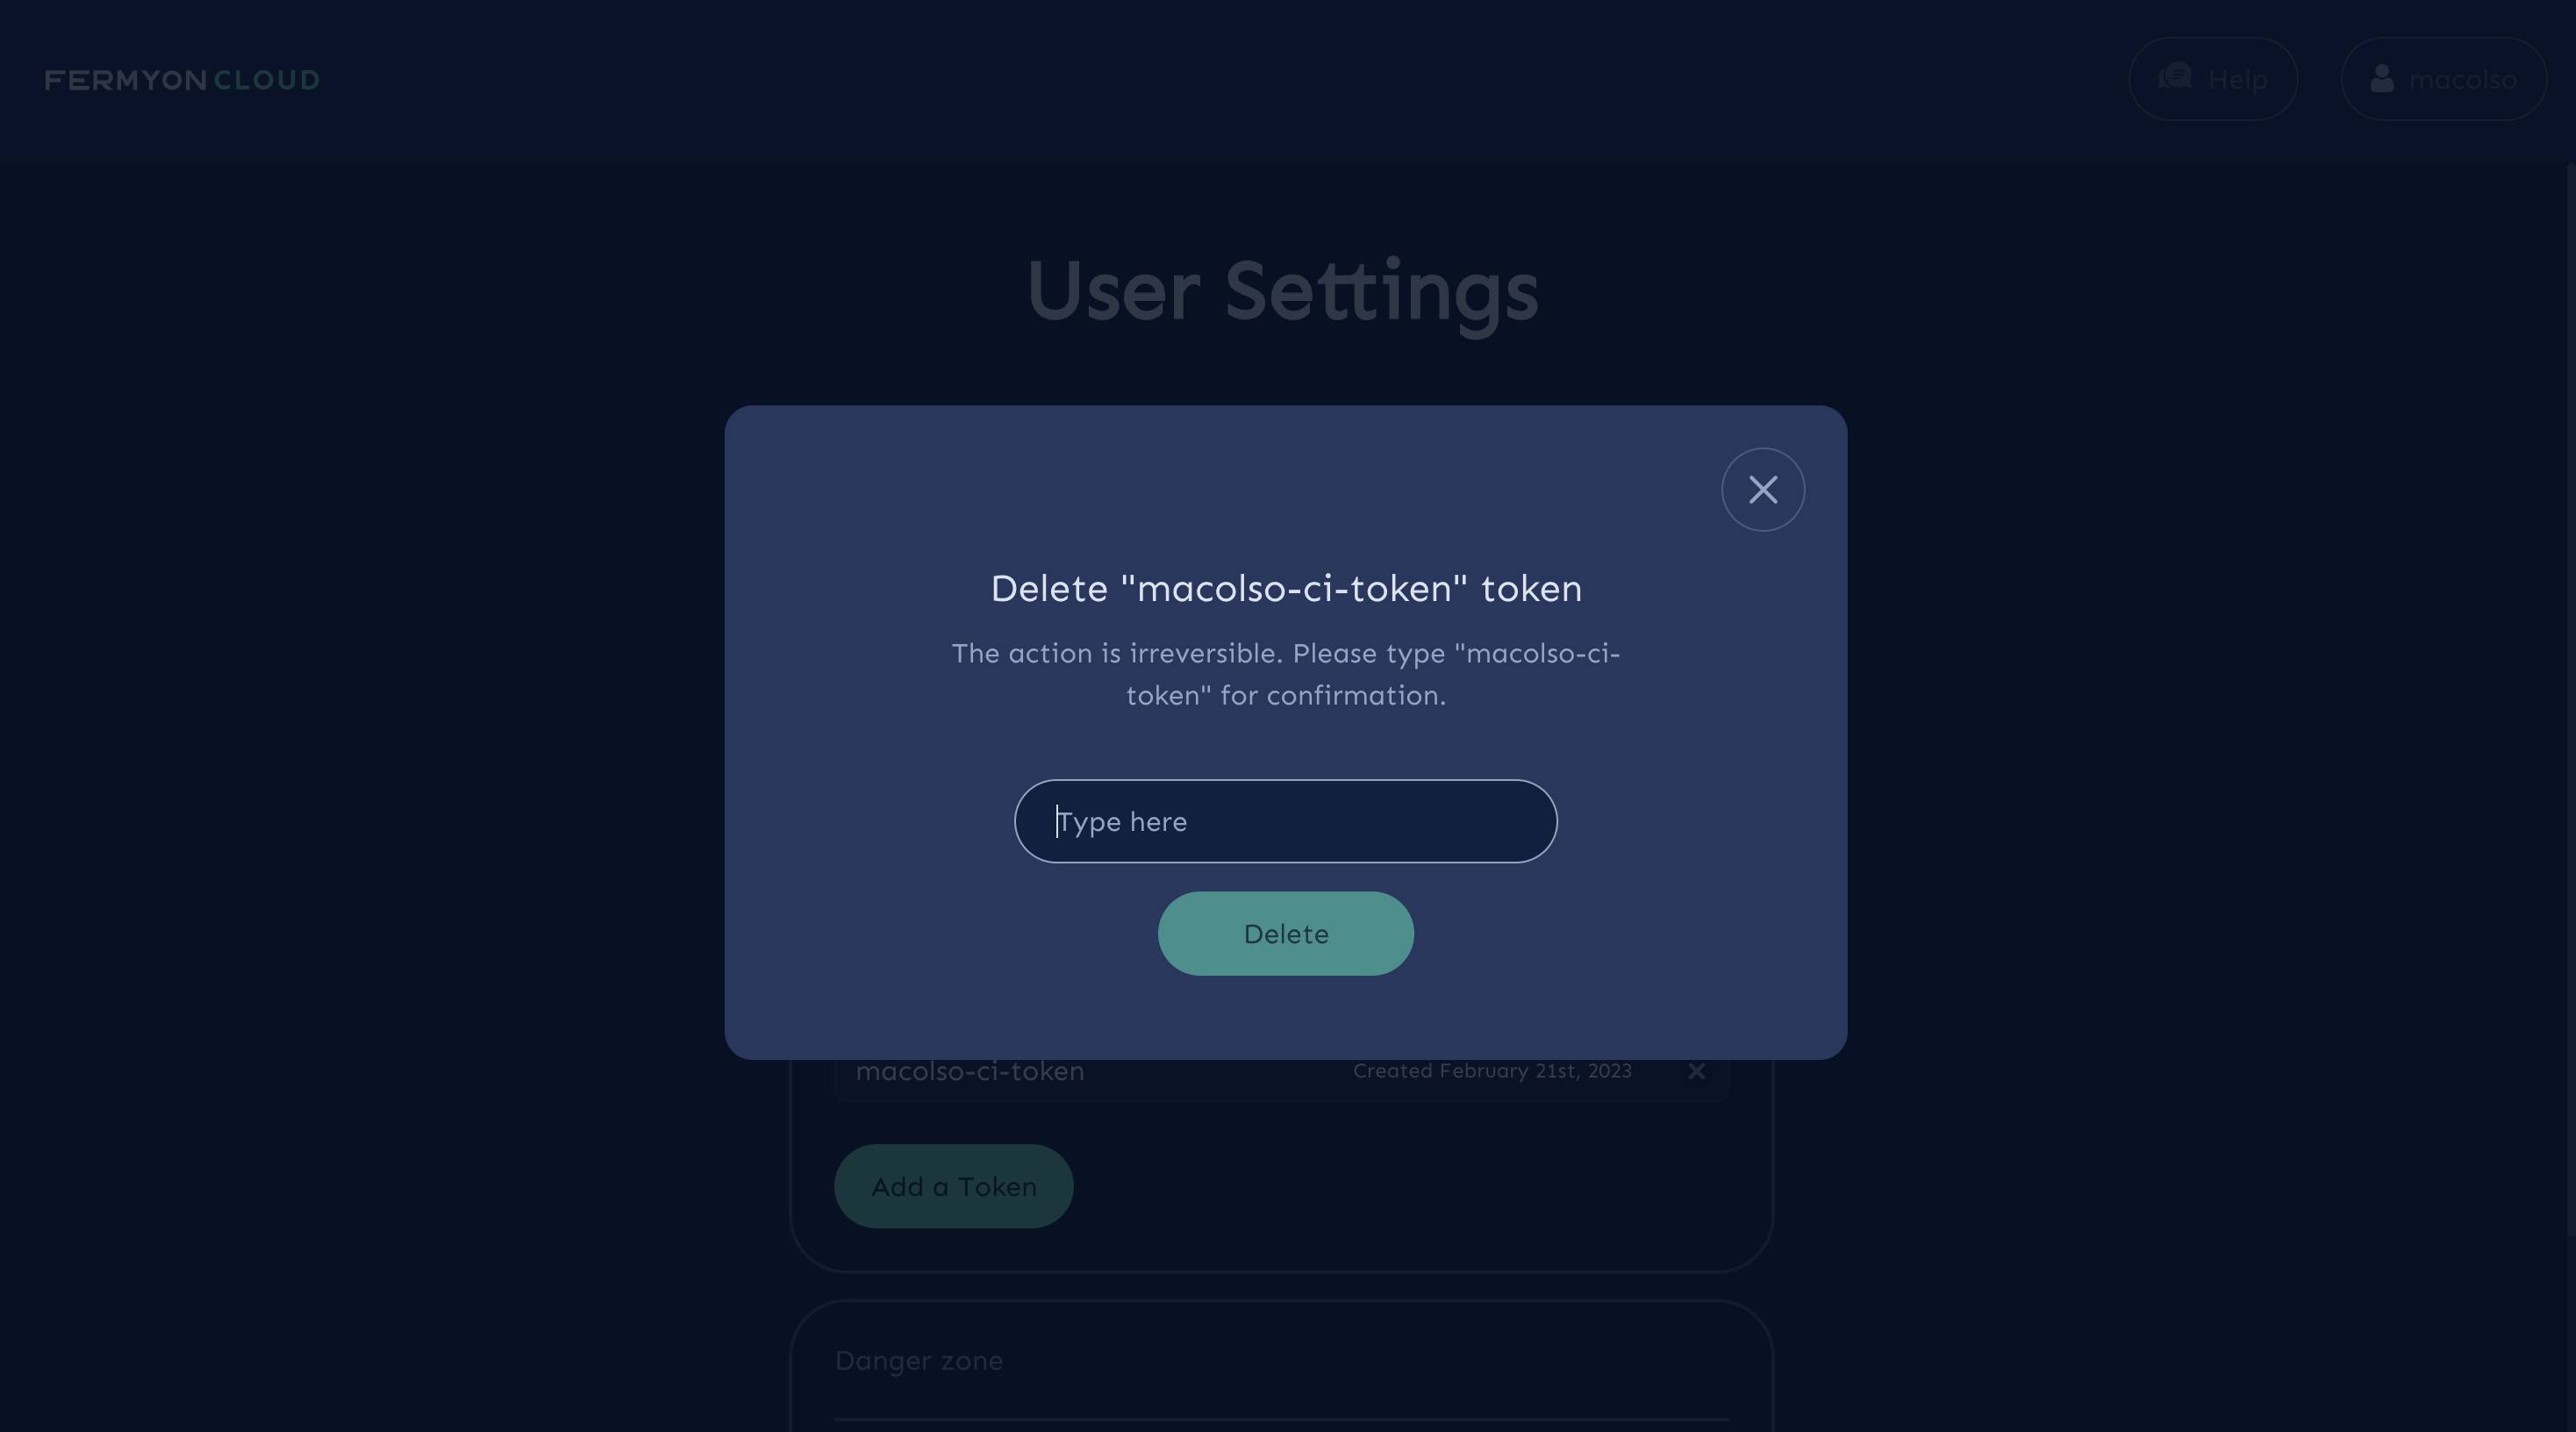 FERMYON CLOUD
Help
macolso
User Settings
Delete "macolso-ci-token" token
The action is irreversible. Please type "macolso-ci-
token" for confirmation.
Type here
Delete
macolso-ci-token
Created February 21st, 2023
Add a Token
Danger zone